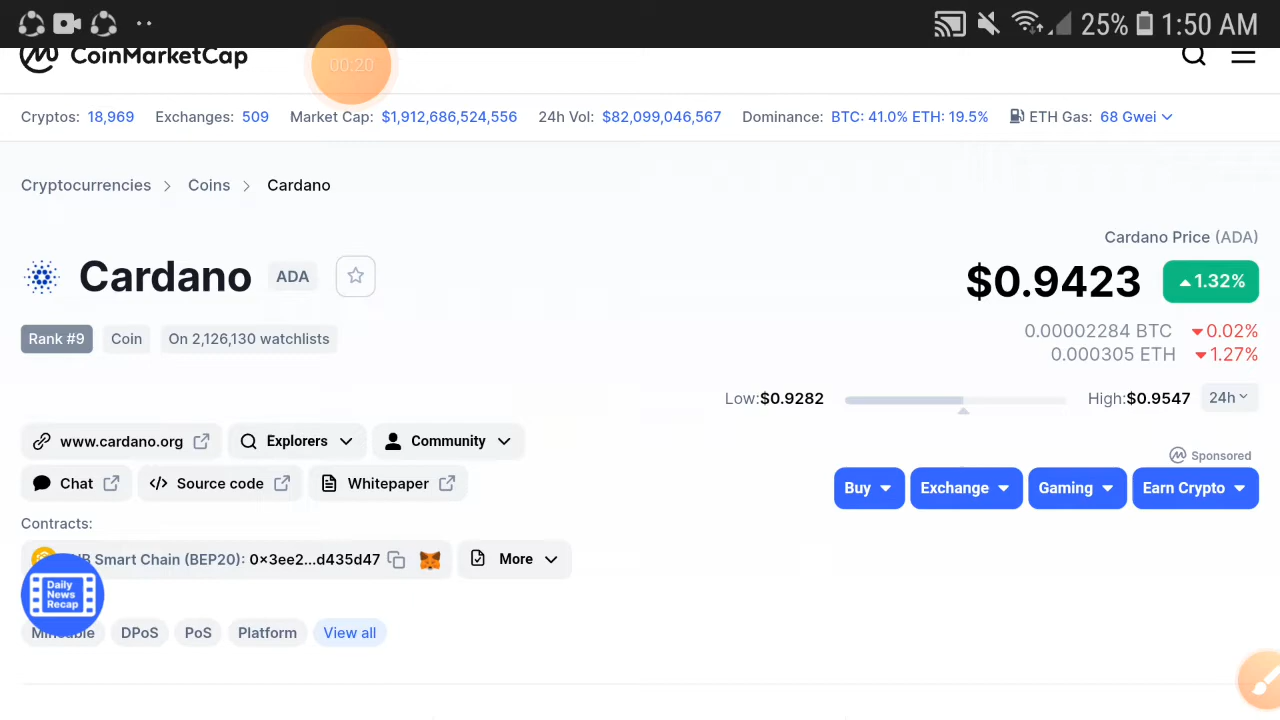 25% 1:50 AM
CoinMarketCap
00:20
Cryptos: 18,969 Exchanges: 509 Market Cap: $1,912,686,524,556 24h Vol: $82,099,046,567 Dominance: BTC: 41.0% ETH: 19.5% ETH Gas: 68 Gwei
Cryptocurrencies > Coins > Cardano
Cardano Price (ADA)
Cardano ADA
$0.9423 1.32%
Rank #9 Coin On 2,126,130 watchlists
0.00002284 BTC 0.02%
0.000305 ETH 1.27%
Low:$0.9282 High:$0.9547 24h
www.cardano.org Explorers Community
Sponsored
Chat Source code Whitepaper
Buy Exchange Gaming Earn Crypto
Contracts:
Smart Chain (BEP20): 0x3ee2...d435d47 More
Daily
News
Recap
DPoS PoS Platform View all